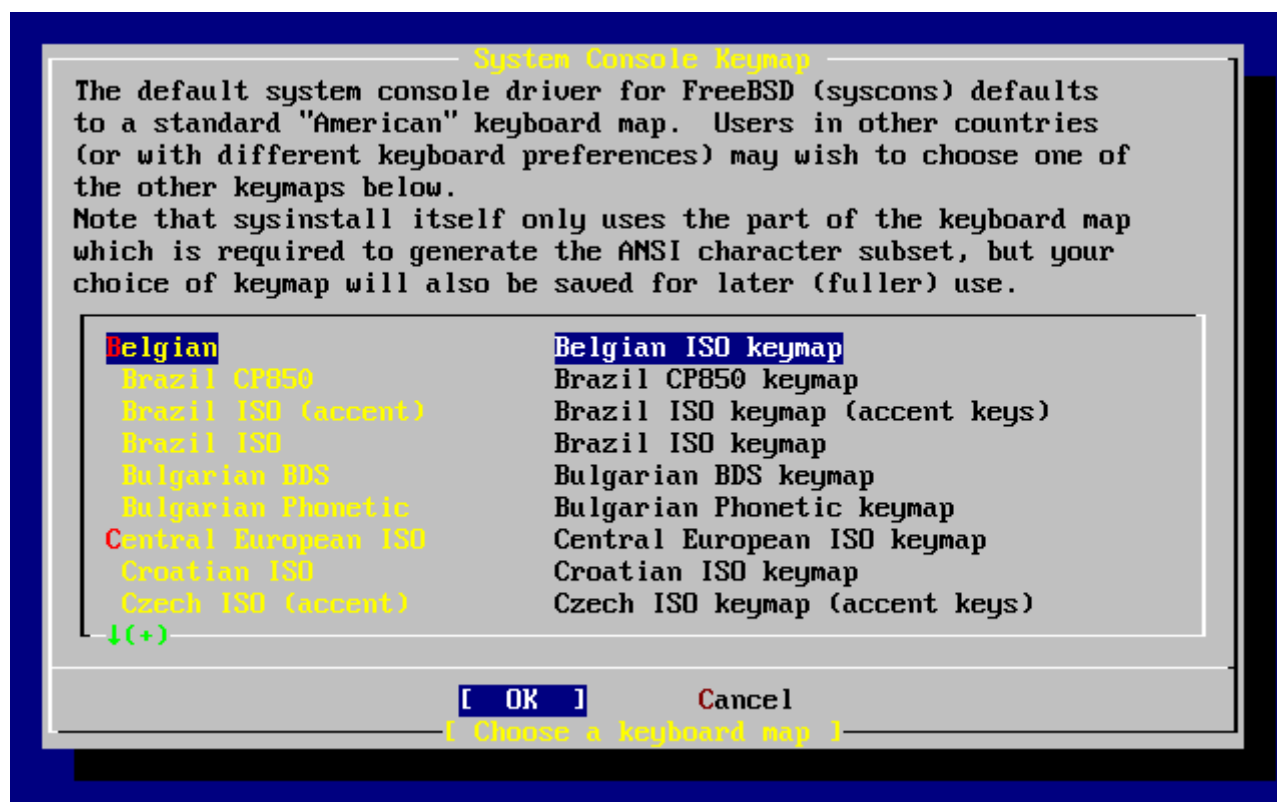 System Console Keymap
The default system console driver for FreeBSD (syscons) defaults
to a standard "American" keyboard map.  Users in other countries
(or with different keyboard preferences) may wish to choose one of
the other keymaps below.
Note that sysinstall itself only uses the part of the keyboard map
which is required to generate the ANSI character subset, but your
choice of keymap will also be saved for later (fuller) use.
Belgian Belgian ISO keymap
Brazil CP850 Brazil CP850 keymap
Brazil ISO (accent) Brazil ISO keymap (accent keys)
Brazil ISO Brazil ISO keymap
Bulgarian BDS Bulgarian BDS keymap
Bulgarian Phonetic Bulgarian Phonetic keymap
Central European ISO Central European ISO keymap
Croatian ISO Croatian ISO keymap
Czech ISO (accent) Czech ISO keymap (accent keys)
↓(+)
[ OK ] Cancel
[ Choose a keyboard map ]